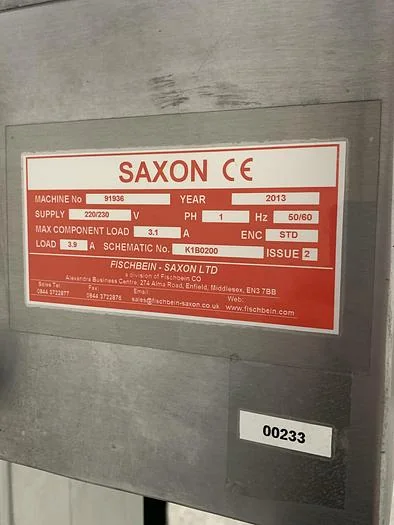 SAXON CE
MACHINE No 91936 YEAR 2013
SUPPLY 220/230 V PH 1 Hz 50/60
MAX COMPONENT LOAD 3.1 A ENC STD
LOAD 3.9 A SCHEMATIC No. K1B0200 ISSUE 2
FISCHBEIN - SAXON LTD
a division of Fischbein CO
Alexandra Business Centre, 274 Alma Road, Enfield, Middlesex, EN3 7BB
Sales Tel: Fax: Email: Web:
0844 3722877 0844 3722876 sales@fischbein-saxon.co.uk www.fischbein.com
00233